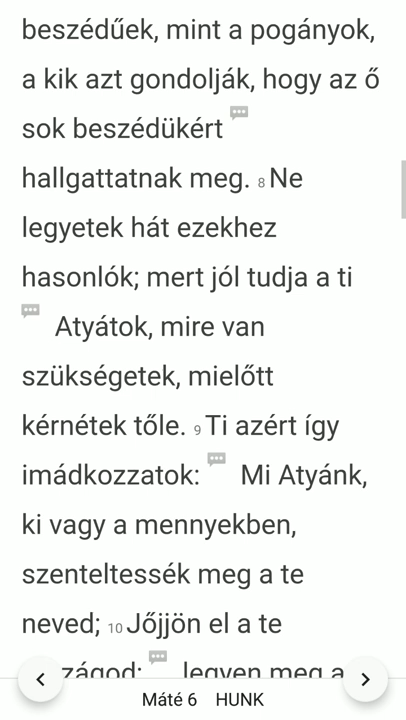 beszédűek, mint a pogányok,
a kik azt gondolják, hogy az ő
sok beszédükért
hallgattatnak meg. 8 Ne
legyetek hát ezekhez
hasonlók; mert jól tudja a ti
Atyátok, mire van
szükségetek, mielőtt
kérnétek tőle. 9 Ti azért így
imádkozzatok: Mi Atyánk,
ki vagy a mennyekben,
szenteltessék meg a te
neved; 10 Jőjjön el a te
legyen meg a
Máté 6 HUNK